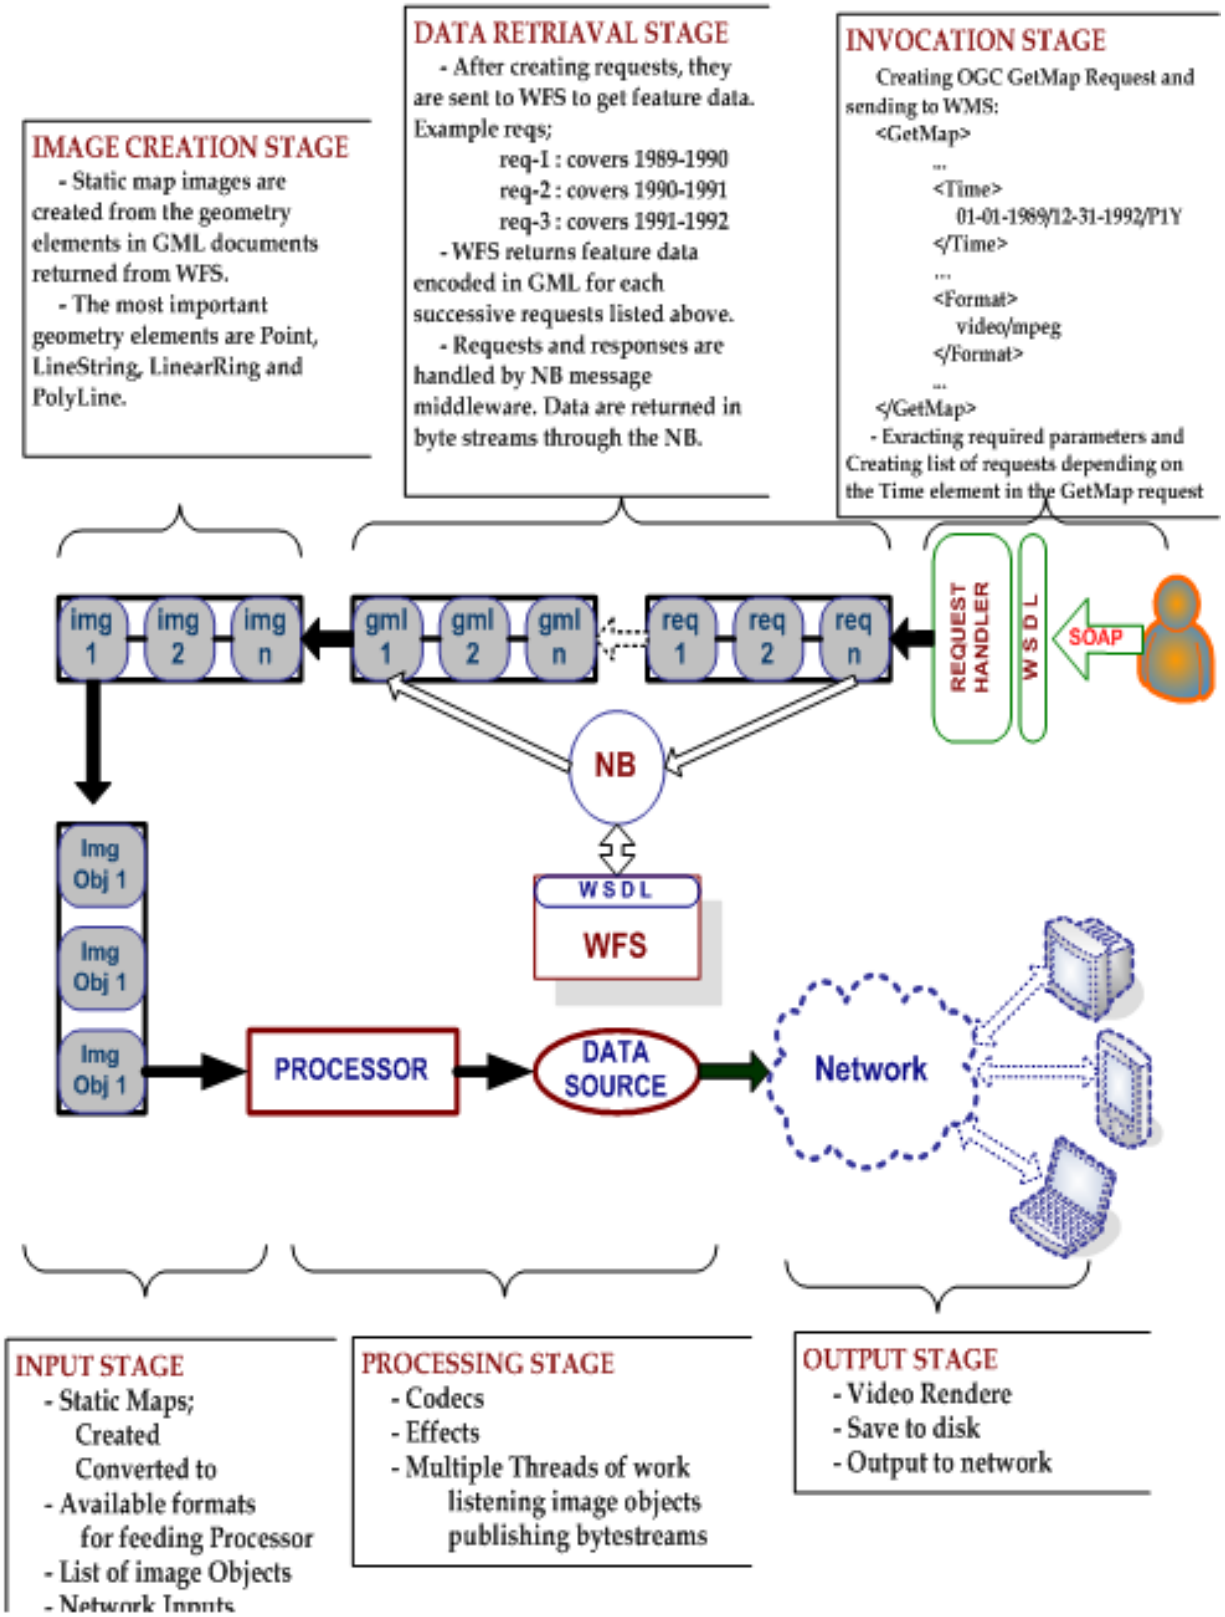 DATA RETRIAVAL STAGE
- After creating requests, they
are sent to WFS to get feature data.
Example reqs;
req-1 : covers 1989-1990
req-2 : covers 1990-1991
req-3 : covers 1991-1992
- WFS returns feature data
encoded in GML for each
successive requests listed above.
- Requests and responses are
handled by NB message
middleware. Data are returned in
byte streams through the NB.
INVOCATION STAGE
Creating OGC GetMap Request and
sending to WMS:
<GetMap>
...
<Time>
01-01-1989/12-31-1992/P1Y
</Time>
...
<Format>
video/mpeg
</Format>
...
</GetMap>
- Exracting required parameters and
Creating list of requests depending on
the Time element in the GetMap request
IMAGE CREATION STAGE
- Static map images are
created from the geometry
elements in GML documents
returned from WFS.
- The most important
geometry elements are Point,
LineString, LinearRing and
PolyLine.
img
1
img
2
img
n
gml
1
gml
2
gml
n
req
1
req
2
req
n
REQUEST
HANDLER
W S D L
SOAP
NB
W S D L
WFS
Img
Obj 1
Img
Obj 1
Img
Obj 1
PROCESSOR
DATA
SOURCE
Network
INPUT STAGE
- Static Maps;
Created
Converted to
- Available formats
for feeding Processor
- List of image Objects
- Network Inputs
PROCESSING STAGE
- Codecs
- Effects
- Multiple Threads of work
listening image objects
publishing bytestreams
OUTPUT STAGE
- Video Rendere
- Save to disk
- Output to network